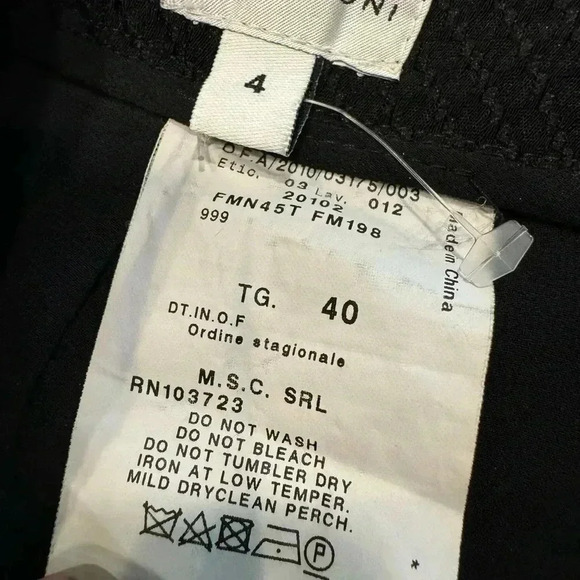 4
O.F.A/2010/03175/003
Etic. 03 Lav. 012
20102
FMN45T FM198
999
Made in China
TG. 40
DT.IN.O.F
Ordine stagionale
M.S.C. SRL
RN103723
DO NOT WASH
DO NOT BLEACH
DO NOT TUMBLER DRY
IRON AT LOW TEMPER.
MILD DRYCLEAN PERCH.
P
*